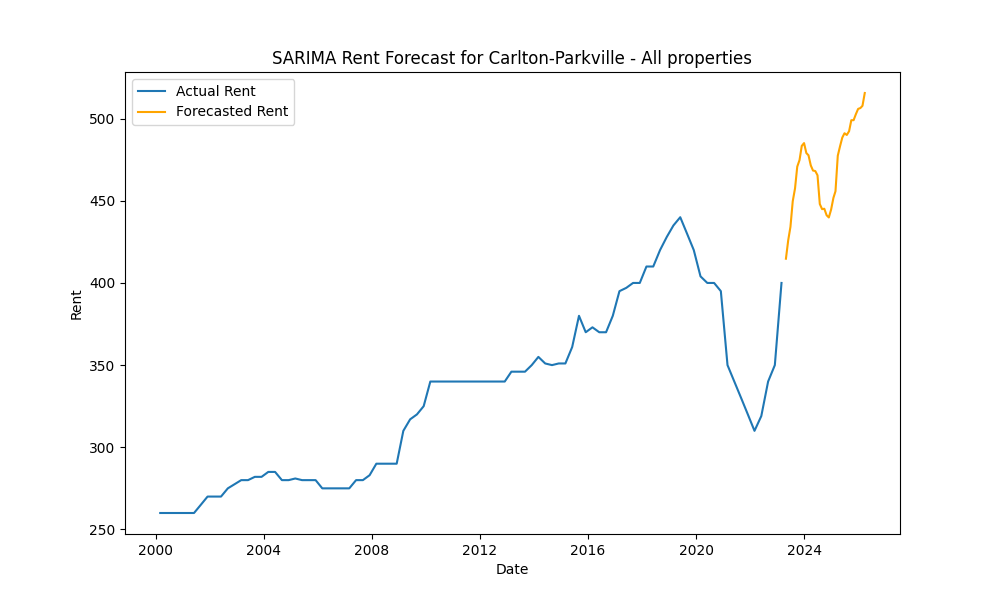 SARIMA Rent Forecast for Carlton-Parkville - All properties
Actual Rent
Forecasted Rent
500
450
400
350
300
250
Rent
2000 2004 2008 2012 2016 2020 2024
Date